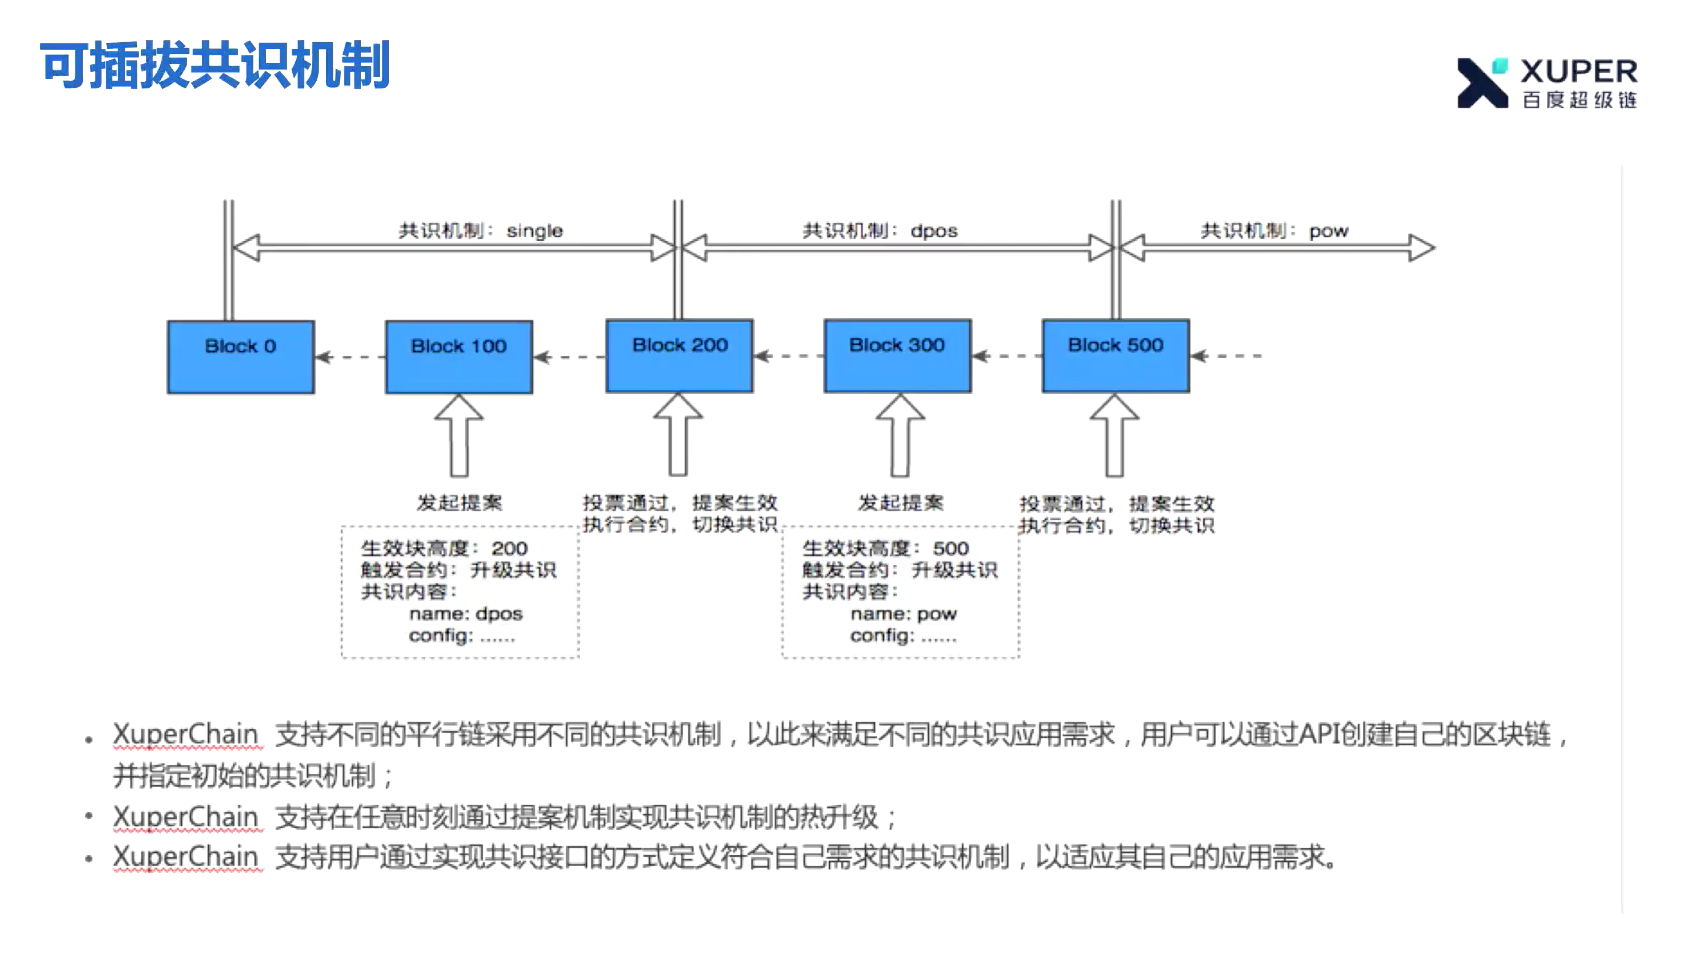 可插拔共识机制
XUPER
百度超级链
共识机制：single
共识机制：dpos
共识机制：pow
Block 0
Block 100
Block 200
Block 300
Block 500
发起提案
投票通过，提案生效
执行合约，切换共识
发起提案
投票通过，提案生效
执行合约，切换共识
生效块高度：200
触发合约：升级共识
共识内容：
name: dpos
config: ......
生效块高度：500
触发合约：升级共识
共识内容：
name: pow
config: ......
• XuperChain 支持不同的平行链采用不同的共识机制，以此来满足不同的共识应用需求，用户可以通过API创建自己的区块链，
并指定初始的共识机制；
• XuperChain 支持在任意时刻通过提案机制实现共识机制的热升级；
• XuperChain 支持用户通过实现共识接口的方式定义符合自己需求的共识机制，以适应其自己的应用需求。